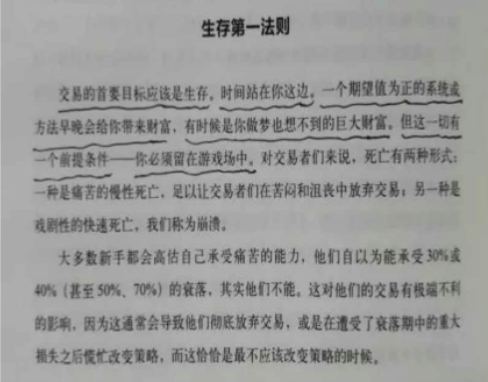 生存第一法则
交易的首要目标应该是生存。时间站在你这边。一个期望值为正的系统或
方法早晚会给你带来财富，有时候是你做梦也想不到的巨大财富。但这一切有
一个前提条件——你必须留在游戏场中。对交易者们来说，死亡有两种形式：
一种是痛苦的慢性死亡，足以让交易者们在苦闷和沮丧中放弃交易；另一种是
戏剧性的快速死亡，我们称为崩溃。
大多数新手都会高估自己承受痛苦的能力，他们自以为能承受30%或
40%（甚至50%、70%）的衰落，其实他们不能。这对他们的交易有极端不利
的影响，因为这通常会导致他们彻底放弃交易，或是在遭受了衰落期中的重大
损失之后慌忙改变策略，而这恰恰是最不应该改变策略的时候。